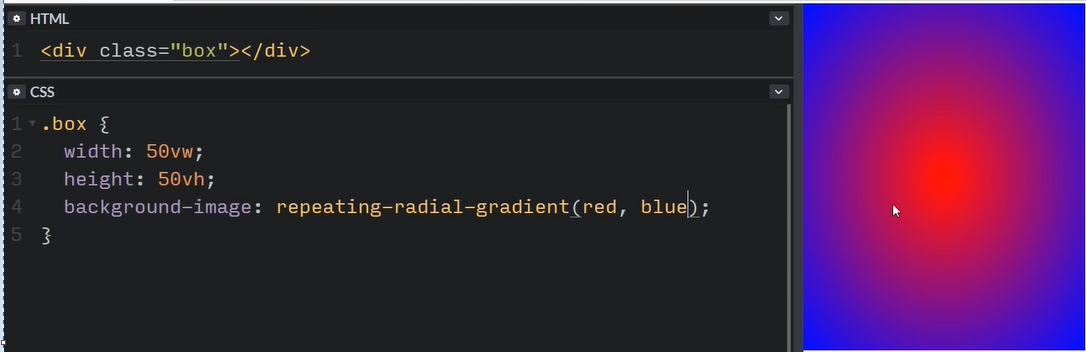 HTML
1 <div class="box"></div>
CSS
1 .box {
2 width: 50vw;
3 height: 50vh;
4 background-image: repeating-radial-gradient(red, blue);
5 }